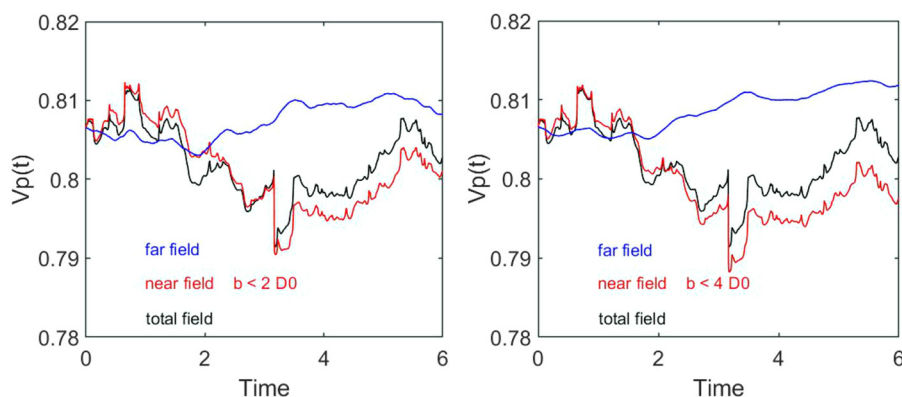 0.82
0.81
0.8
0.79
0.78
Vp(t)
far field
near field b < 2 D0
total field
0 2 4 6
Time
0.82
0.81
0.8
0.79
0.78
Vp(t)
far field
near field b < 4 D0
total field
0 2 4 6
Time